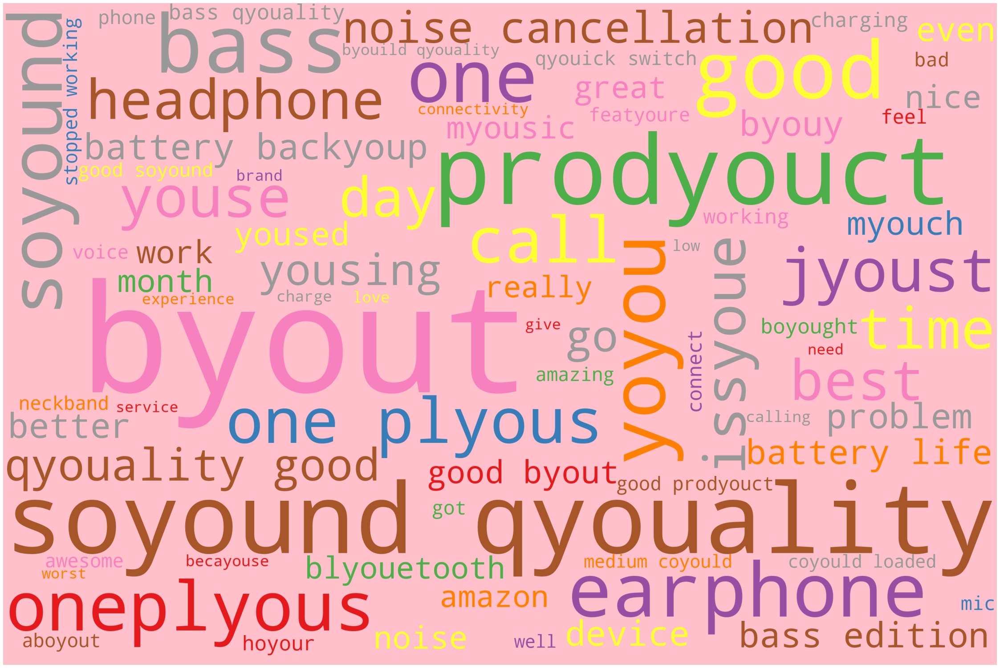 phone
bass qyouality
noise cancellation
charging
even
soyound
stopped working
bass
byouild qyouality
one
qyouick switch
good
bad
headphone
connectivity
great
featyoure
nice
feel
myousic
byouy
battery backyoup
prodyouct
good soyound
brand
youse
day
call
working
myouch
yoused
voice
work
yousing
yoyou
low
issyoue
jyoust
month
experience
charge
love
really
byout
give
go
connect
boyought
time
need
amazing
best
neckband
service
better
one plyous
calling
problem
qyouality good
good byout
battery life
good prodyouct
soyound qyouality
got
awesome
worst
becayouse
blyouetooth
medium coyould
coyould loaded
oneplyous
amazon
earphone
mic
aboyout
hoyour
noise
well
device
bass edition